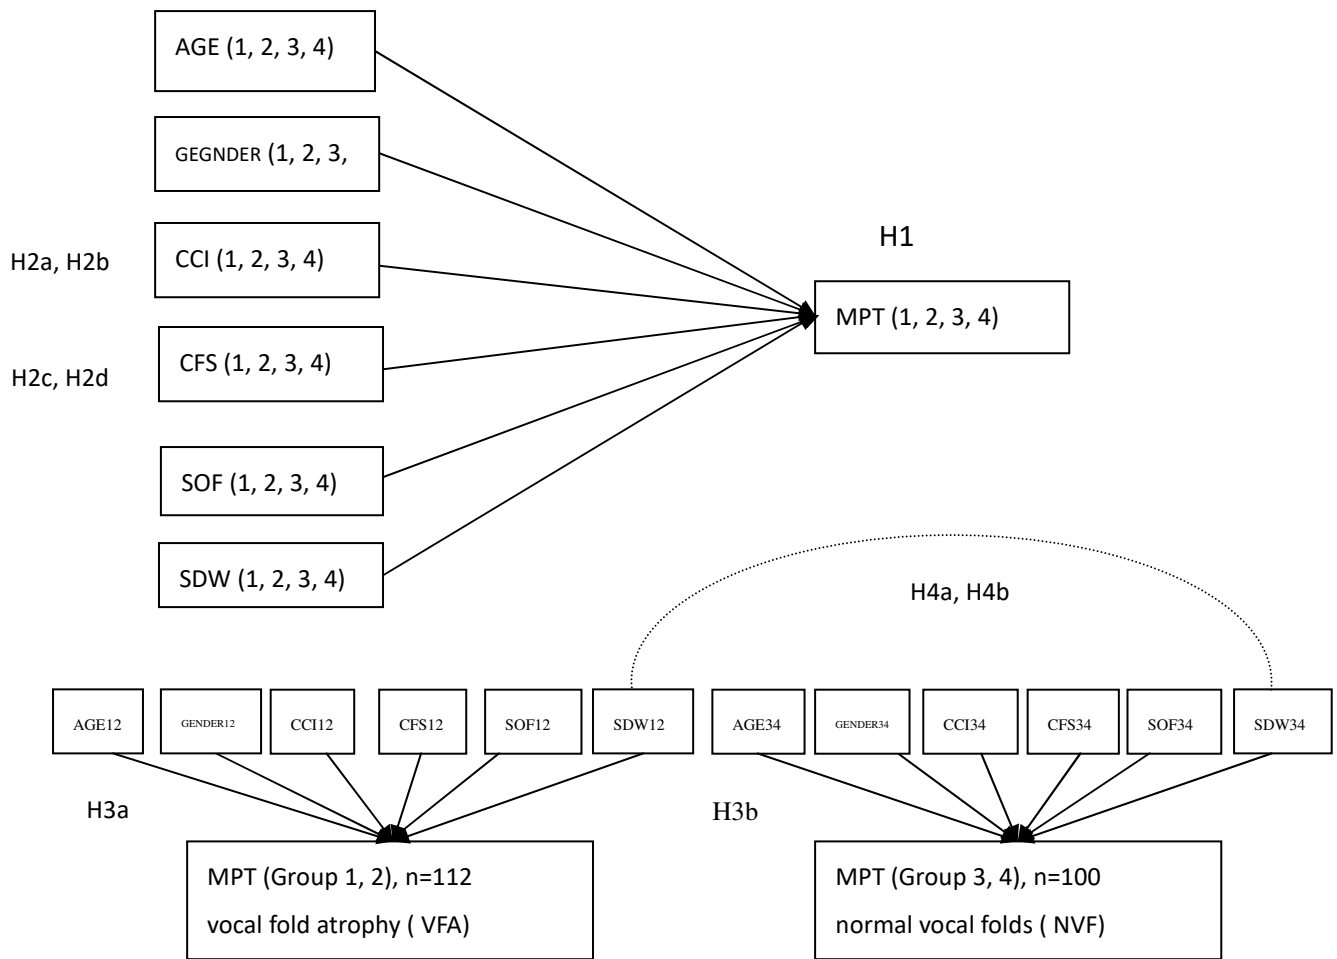 AGE (1, 2, 3, 4)
GEGNDER (1, 2, 3,
H1
H2a, H2b
CCI (1, 2, 3, 4)
MPT (1, 2, 3, 4)
H2c, H2d
CFS (1, 2, 3, 4)
SOF (1, 2, 3, 4)
SDW (1, 2, 3, 4)
H4a, H4b
AGE12
GENDER12
CCI12
CFS12
SOF12
SDW12
AGE34
GENDER34
CCI34
CFS34
SOF34
SDW34
H3a
H3b
MPT (Group 1, 2), n=112
vocal fold atrophy ( VFA)
MPT (Group 3, 4), n=100
normal vocal folds ( NVF)